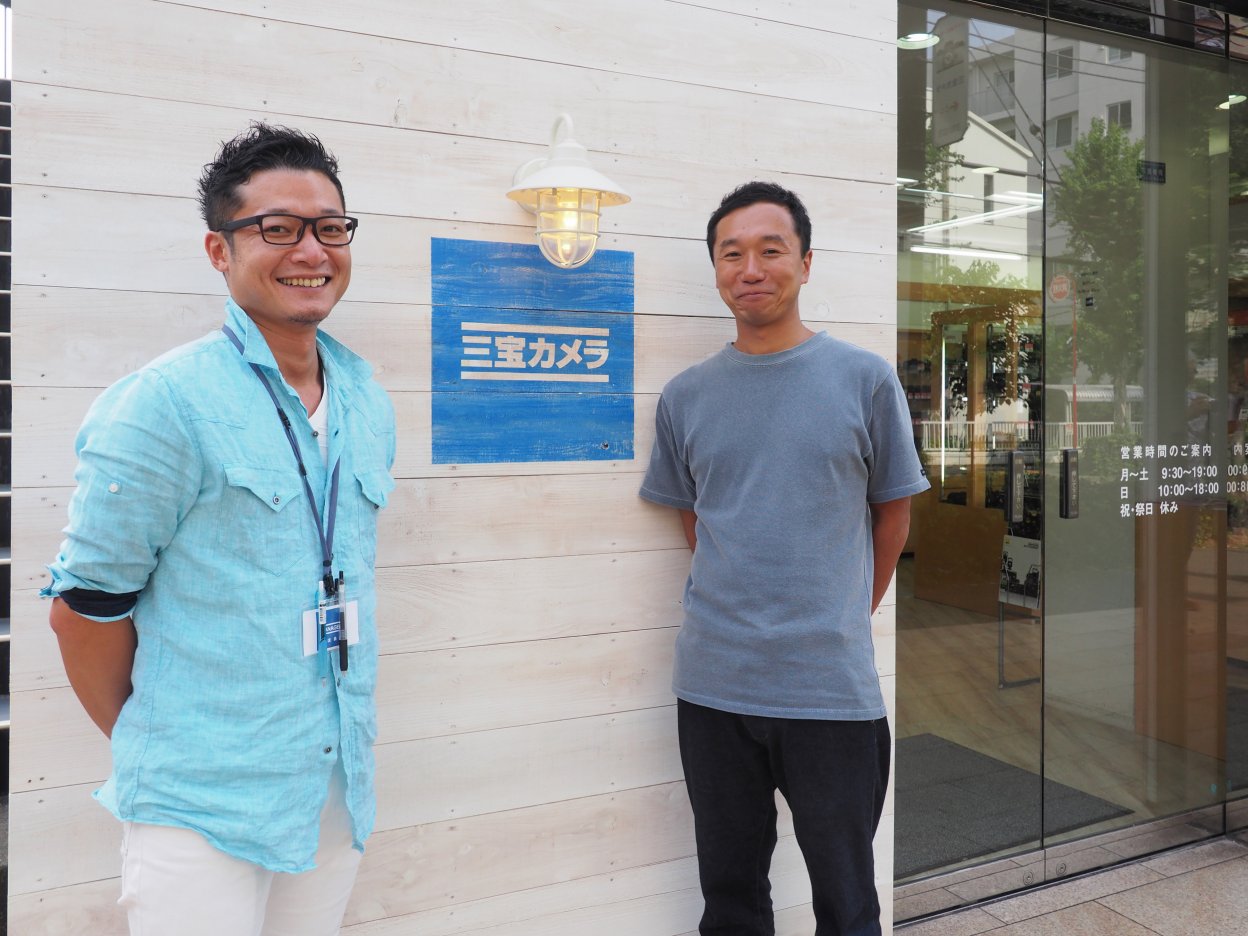 三宝カメラ
営業時間のご案内
月〜土 9:30〜19:00
日 10:00〜18:00
祝・祭日 休み